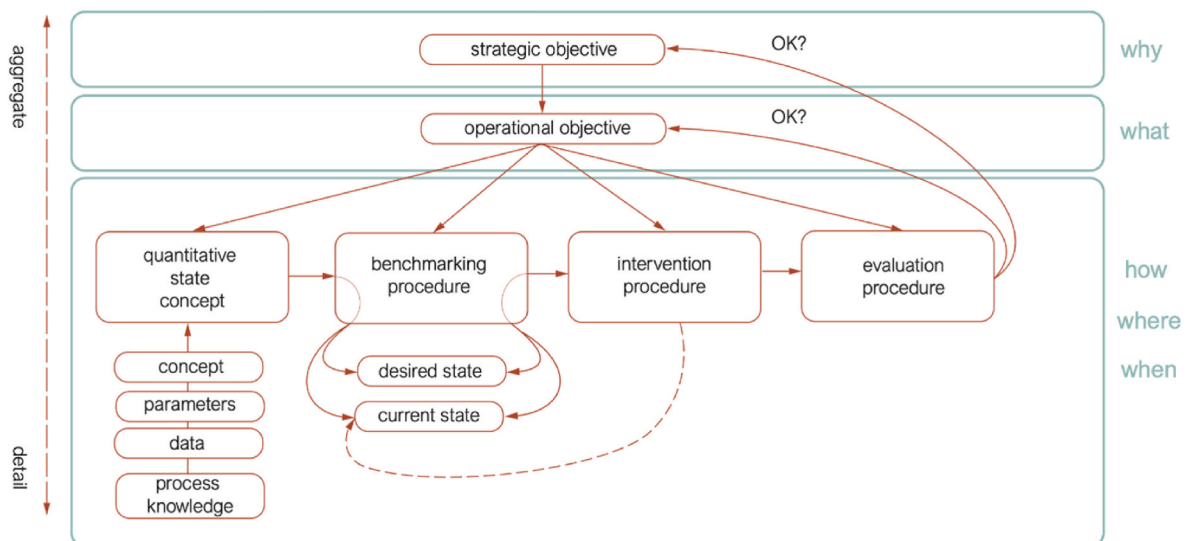 strategic objective
OK?
why
aggregate
operational objective
OK?
what
quantitative
state
concept
benchmarking
procedure
intervention
procedure
evaluation
procedure
how
where
when
concept
desired state
parameters
current state
data
process
knowledge
detail